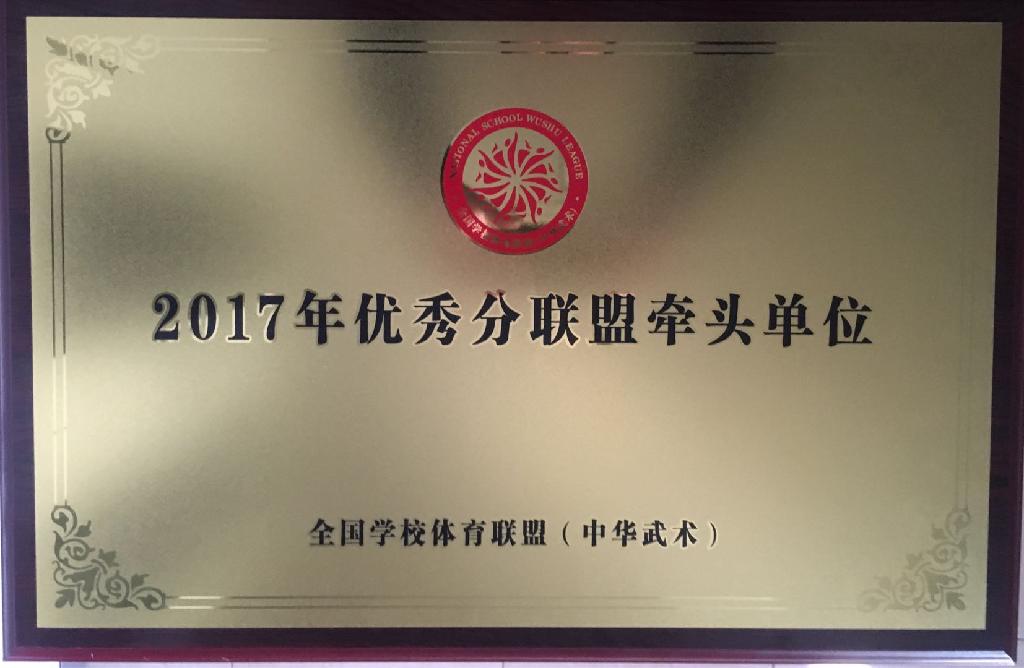 NATIONAL SCHOOL WUSHU LEAGUE
2017年优秀分联盟牵头单位
全国学校体育联盟（中华武术）